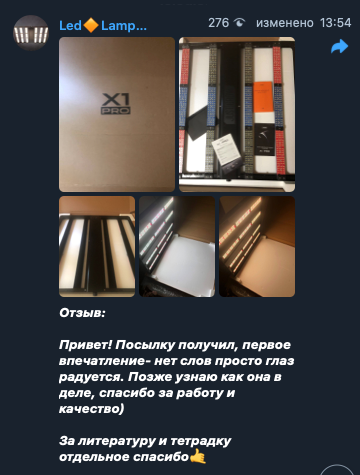 Led🔶Lamp...
276 изменено 13:54
X1
PRO
Отзыв:
Привет! Посылку получил, первое
впечатление- нет слов просто глаз
радуется. Позже узнаю как она в
деле, спасибо за работу и
качество)
За литературу и тетрадку
отдельное спасибо🤙